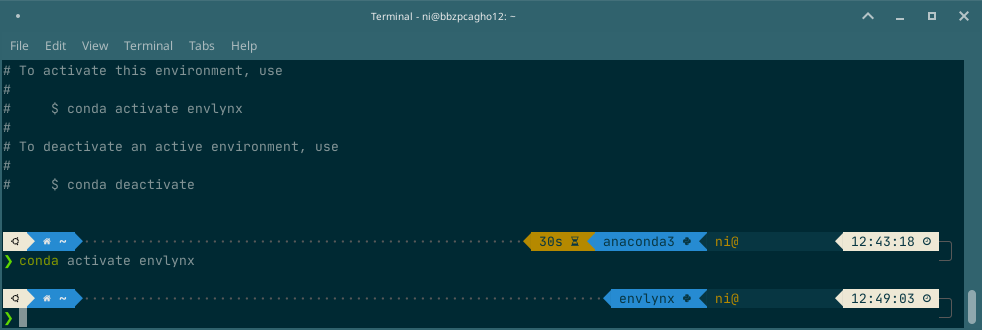 Terminal - ni@bbzpcagho12: ~
File Edit View Terminal Tabs Help
# To activate this environment, use
#
#     $ conda activate envlynx
#
# To deactivate an active environment, use
#
#     $ conda deactivate
~ 30s anaconda3 ni@ 12:43:18
❯ conda activate envlynx
~ envlynx ni@ 12:49:03
❯